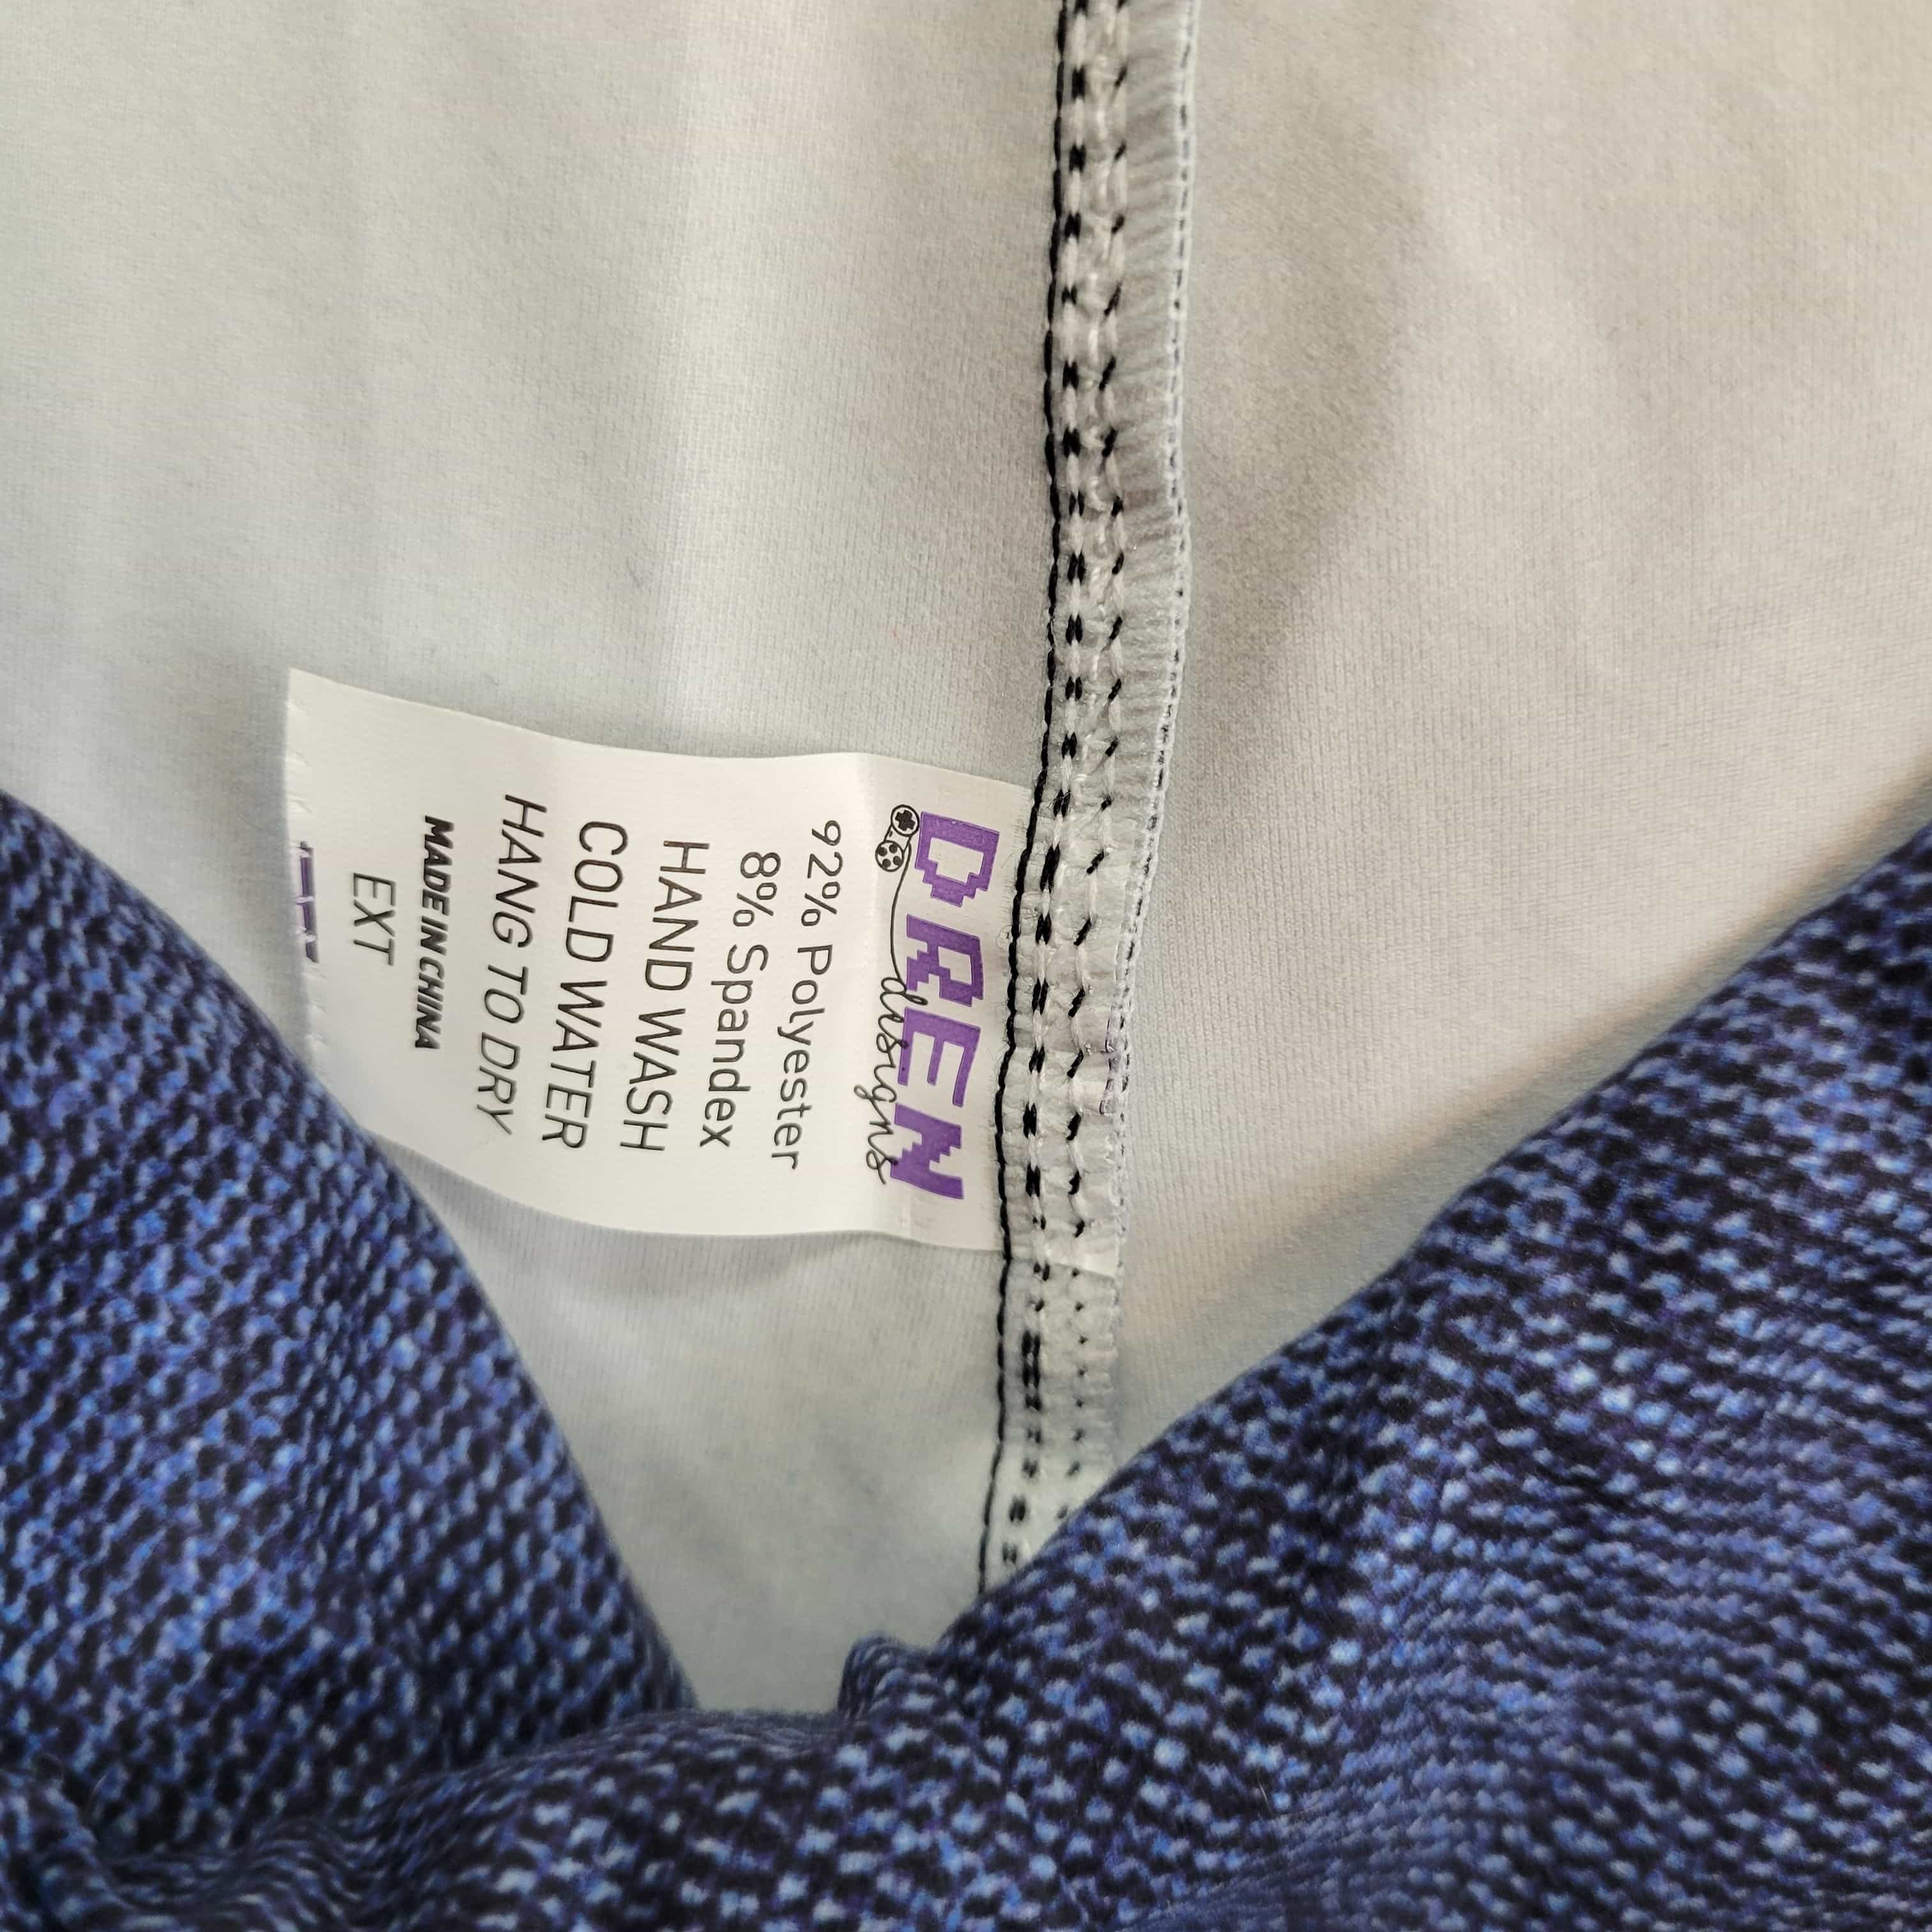 DREN
designs
92% Polyester
8% Spandex
HAND WASH
COLD WATER
HANG TO DRY
MADE IN CHINA
EXT